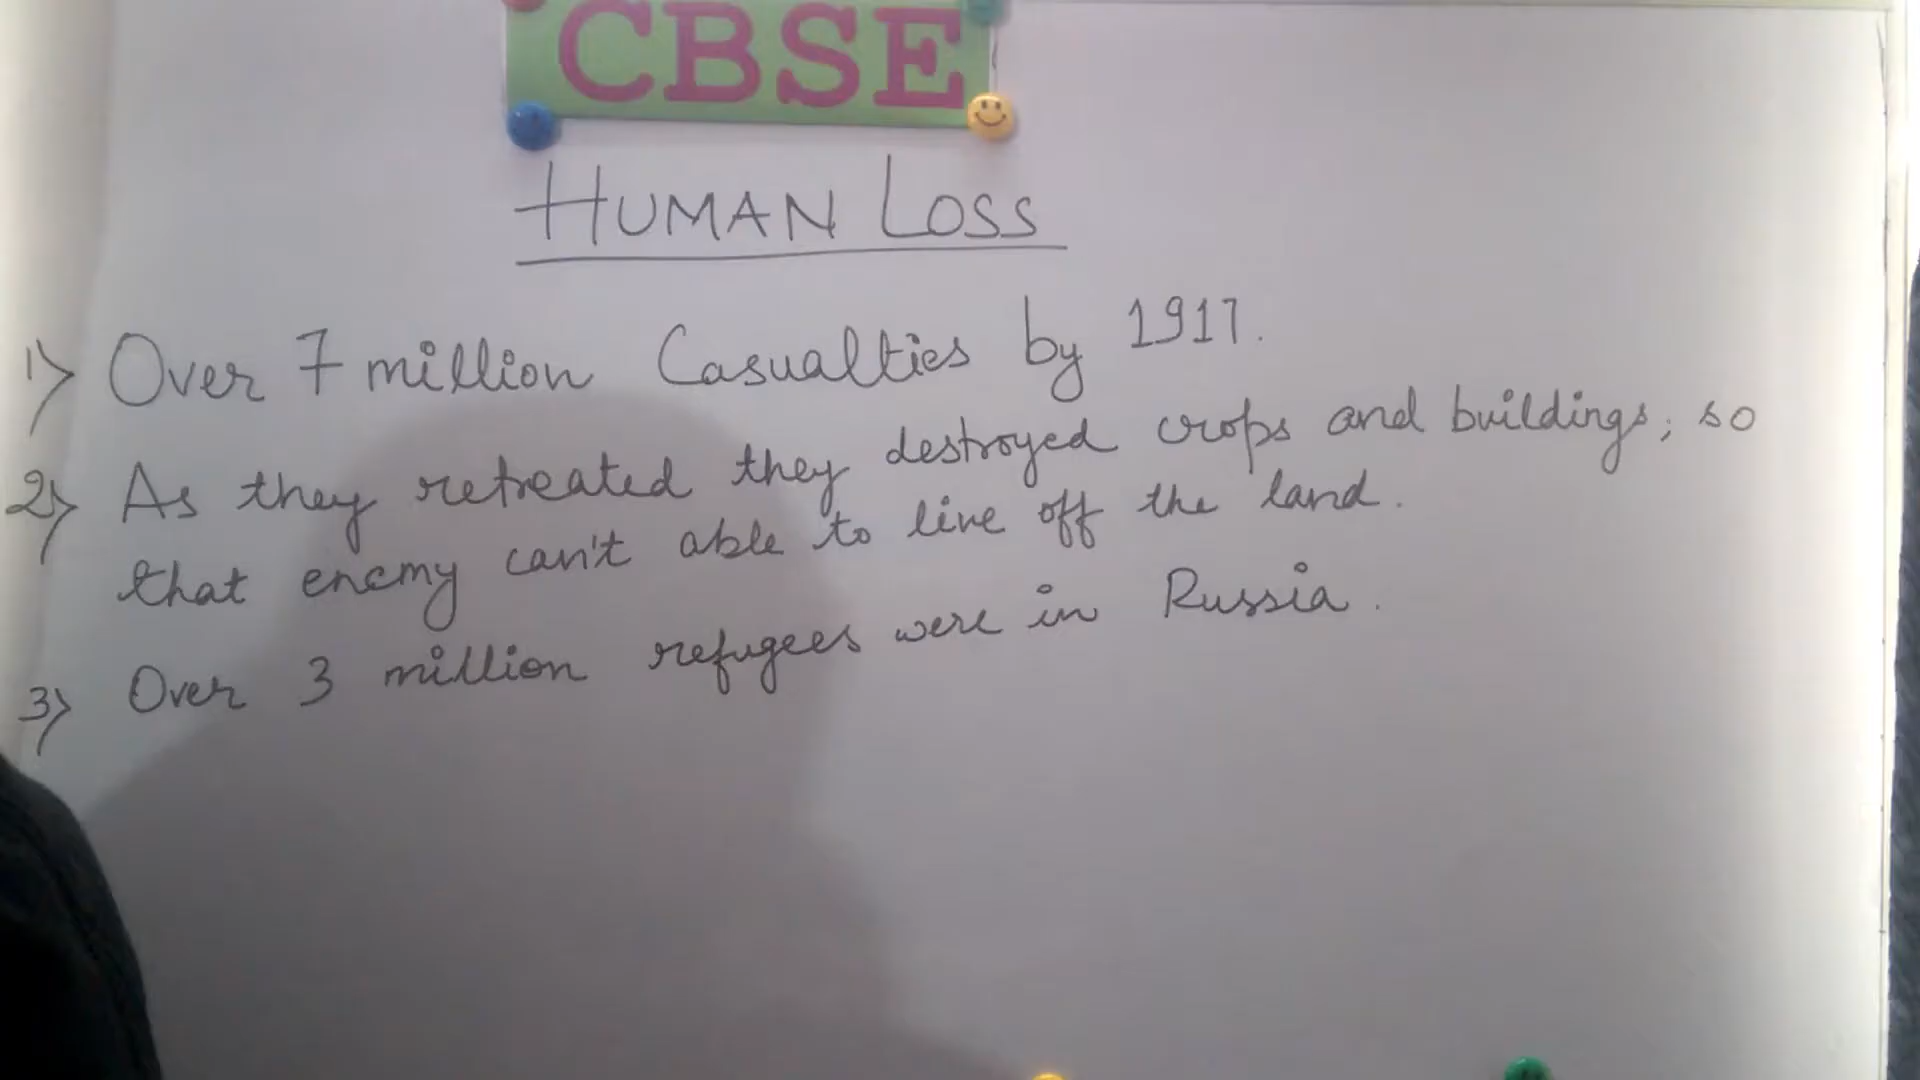 CBSE
HUMAN LOSS
1) Over 7 million Casualties by 1917.
2) As they retreated they destroyed crops and buildings; so
that enemy can't able to live off the land.
3) Over 3 million refugees were in Russia.